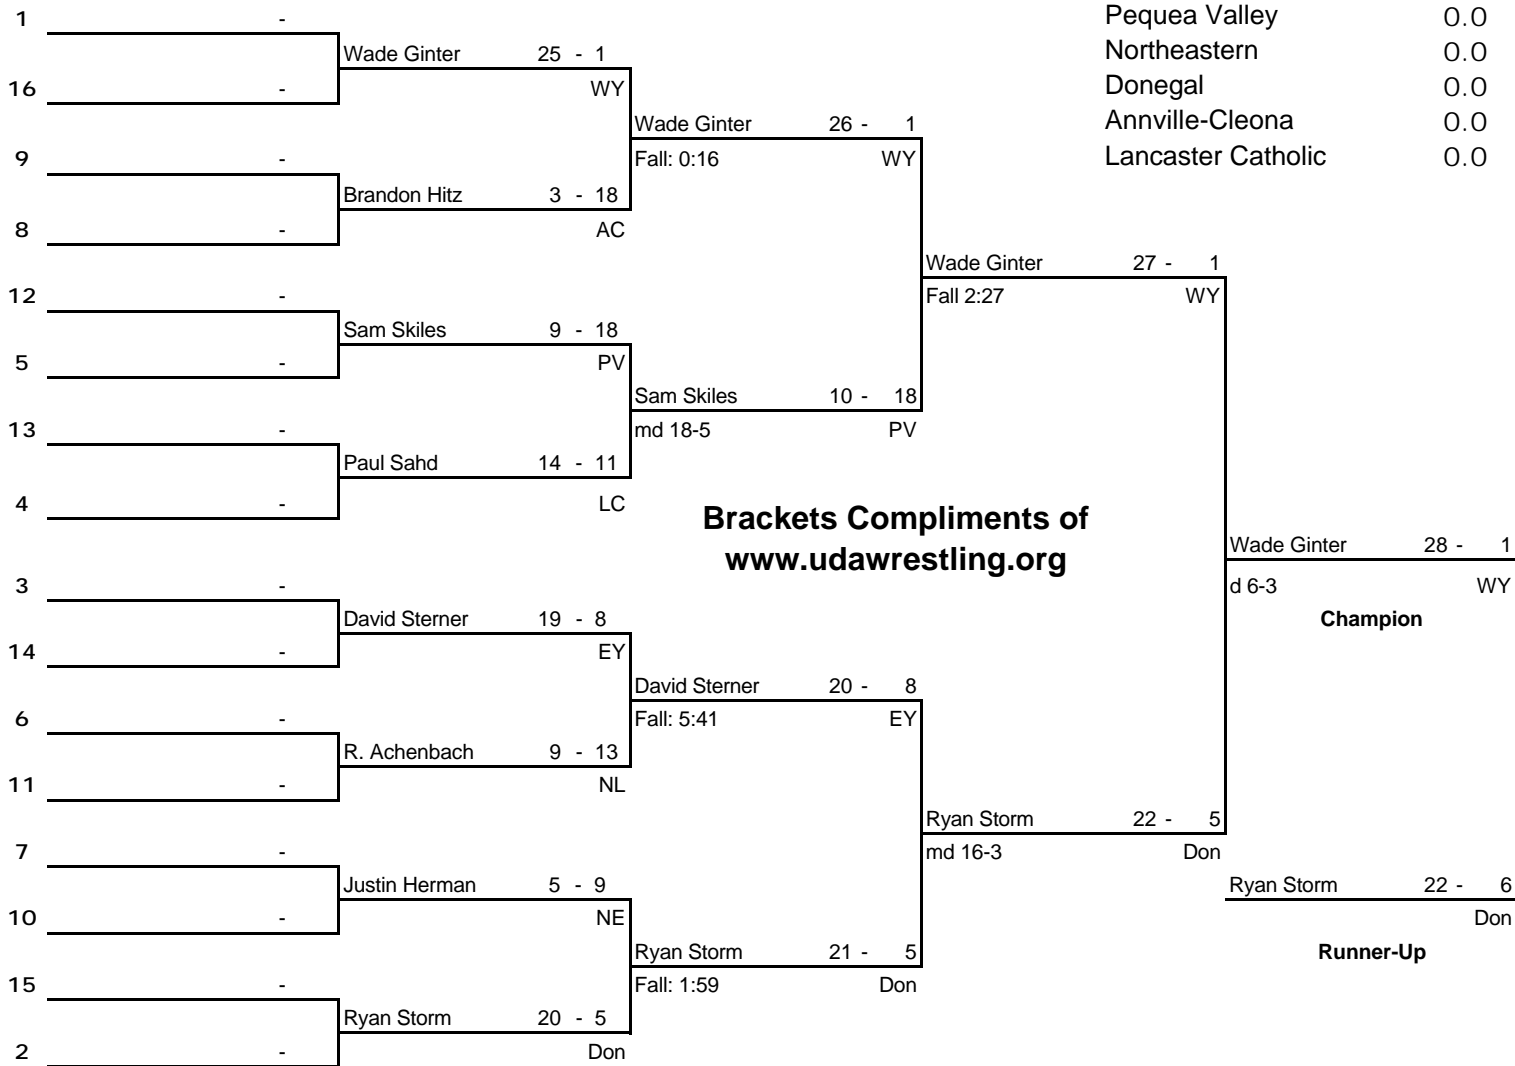 1 -
Wade Ginter 25 - 1
16 - WY
Wade Ginter 26 - 1
9 - Fall: 0:16 WY
Brandon Hitz 3 - 18
8 - AC
Wade Ginter 27 - 1
12 - Fall 2:27 WY
Sam Skiles 9 - 18
5 - PV
Sam Skiles 10 - 18
13 - md 18-5 PV
Paul Sahd 14 - 11
4 - LC
Brackets Compliments of
www.udawrestling.org
Wade Ginter 28 - 1
3 - d 6-3 WY
Champion
David Sterner 19 - 8
14 - EY
David Sterner 20 - 8
6 - Fall: 5:41 EY
R. Achenbach 9 - 13
11 - NL
Ryan Storm 22 - 5
7 - md 16-3 Don
Justin Herman 5 - 9
Ryan Storm 22 - 6
10 - NE Don
Ryan Storm 21 - 5
Runner-Up
15 - Fall: 1:59 Don
Ryan Storm 20 - 5
2 - Don
Pequea Valley 0.0
Northeastern 0.0
Donegal 0.0
Annville-Cleona 0.0
Lancaster Catholic 0.0